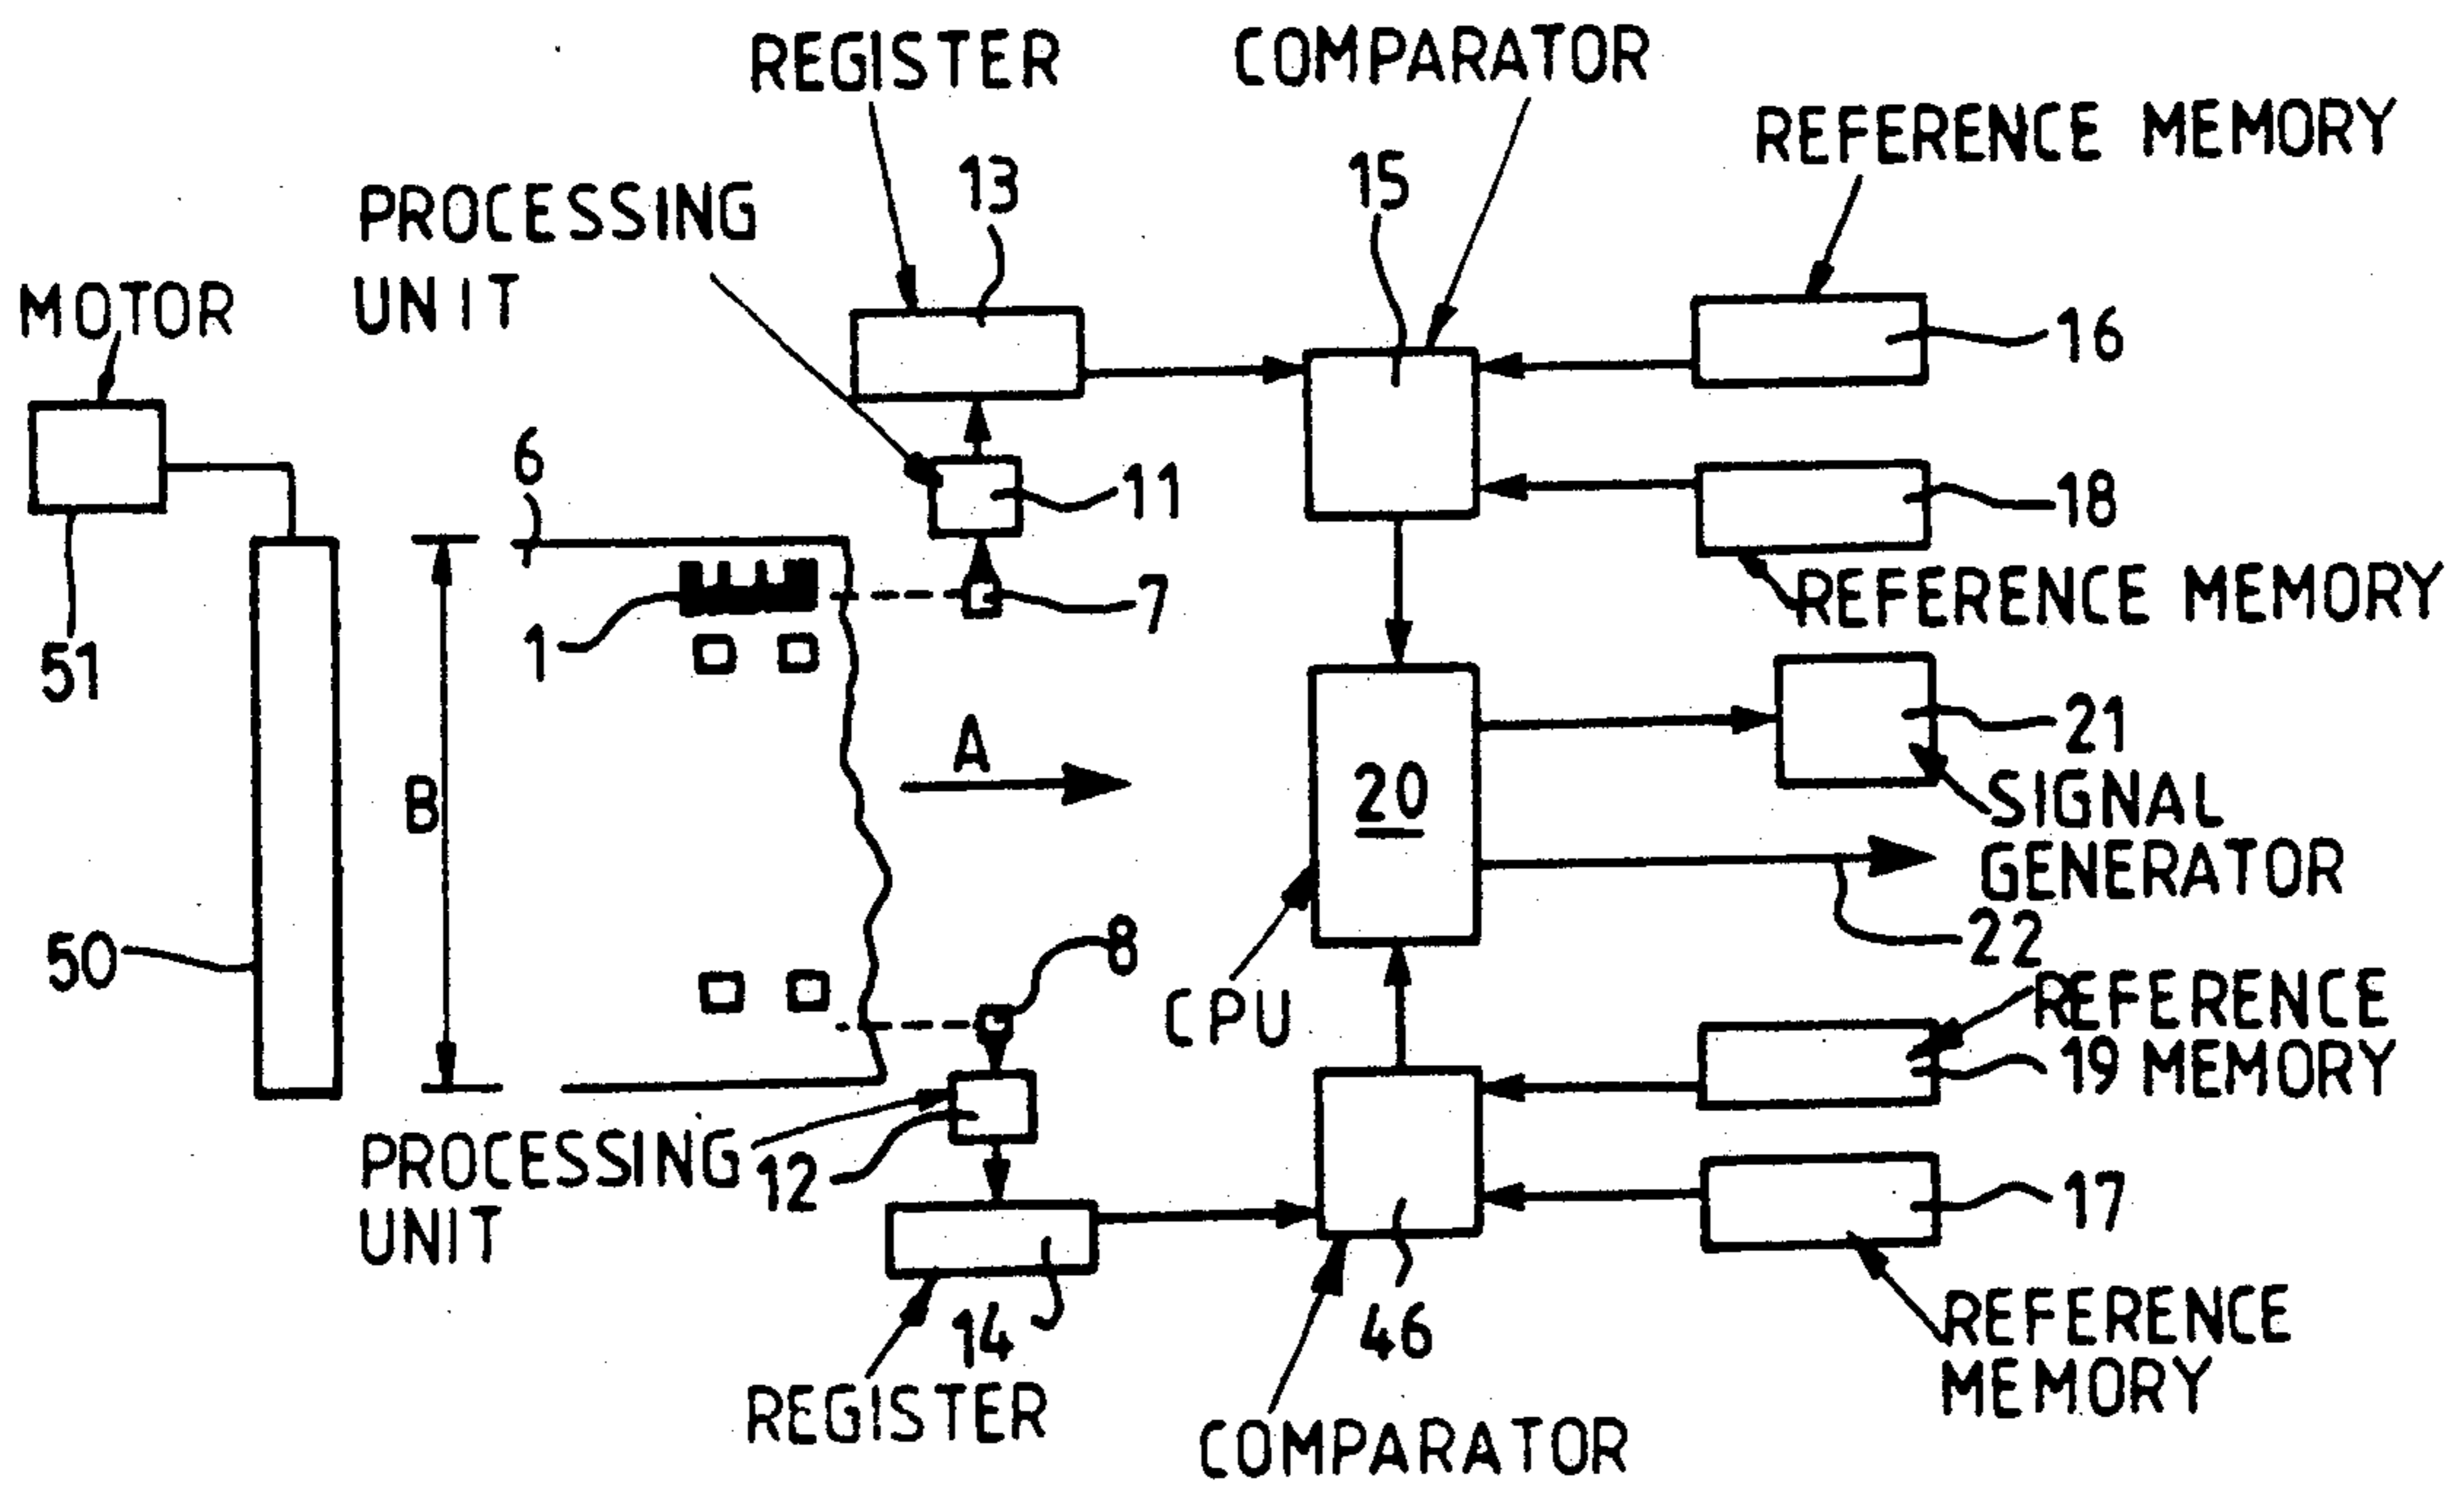 REGISTER
COMPARATOR
REFERENCE MEMORY
13
15
PROCESSING
UNIT
MOTOR
16
6
11
18
REFERENCE MEMORY
7
1
51
21
A
20
SIGNAL
GENERATOR
B
22
8
50
CPU
REFERENCE
19 MEMORY
PROCESSING
UNIT
12
17
14
46
REFERENCE
MEMORY
REGISTER
COMPARATOR